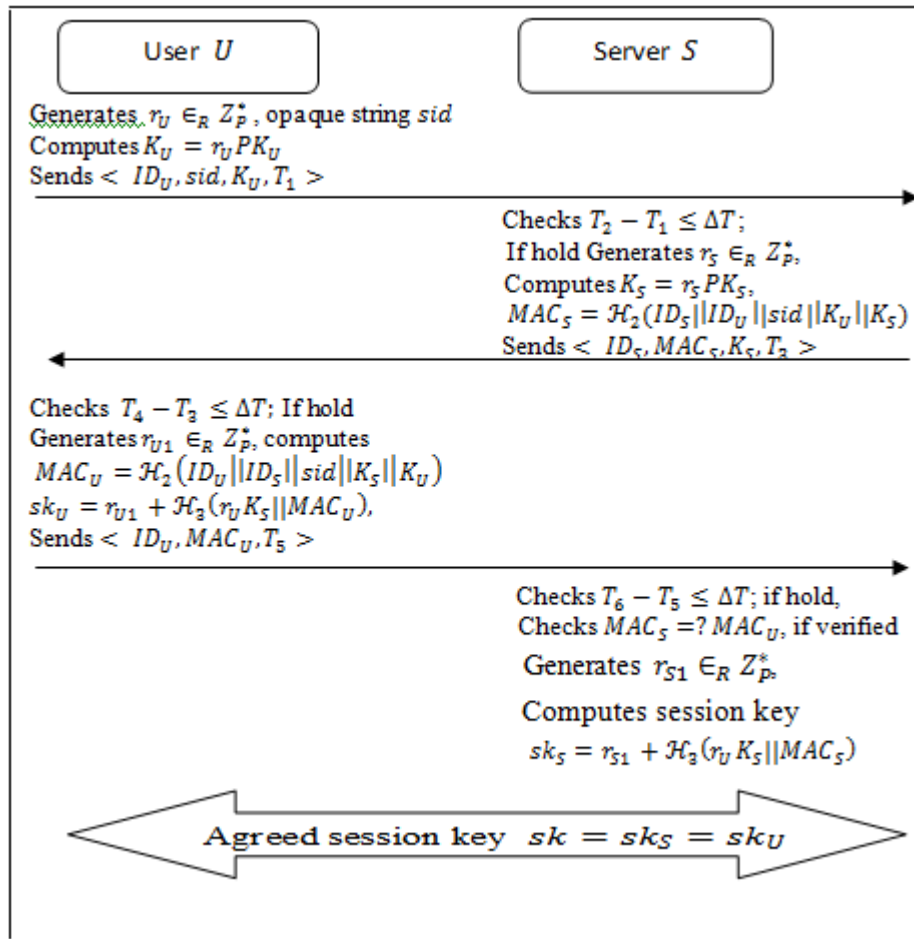 User U
Server S
Generates r_U ∈_R Z_P^*, opaque string sid
Computes K_U = r_U PK_U
Sends < ID_U, sid, K_U, T_1 >
Checks T_2 − T_1 ≤ ΔT;
If hold Generates r_S ∈_R Z_P^*,
Computes K_S = r_S PK_S,
MAC_S = ℋ_2(ID_S||ID_U||sid||K_U||K_S)
Sends < ID_S, MAC_S, K_S, T_3 >
Checks T_4 − T_3 ≤ ΔT; If hold
Generates r_U1 ∈_R Z_P^*, computes
MAC_U = ℋ_2(ID_U||ID_S||sid||K_S||K_U)
sk_U = r_U1 + ℋ_3(r_U K_S||MAC_U),
Sends < ID_U, MAC_U, T_5 >
Checks T_6 − T_5 ≤ ΔT; if hold,
Checks MAC_S =? MAC_U, if verified
Generates r_S1 ∈_R Z_P^*,
Computes session key
sk_S = r_S1 + ℋ_3(r_U K_S||MAC_S)
Agreed session key sk = sk_S = sk_U